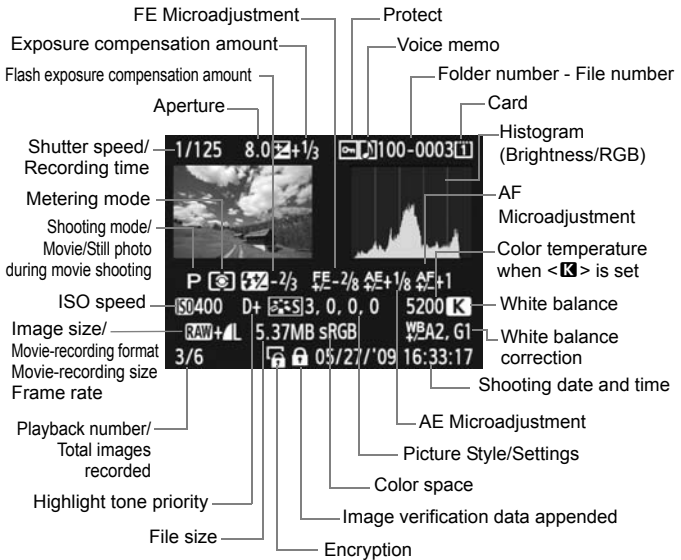 FE Microadjustment
Protect
Exposure compensation amount
Voice memo
Flash exposure compensation amount
Folder number - File number
Aperture
Card
Shutter speed/
Recording time
Histogram
(Brightness/RGB)
1/125 8.0 +1/3 100-0003 1
Metering mode
AF
Microadjustment
Shooting mode/
Movie/Still photo
during movie shooting
Color temperature
when <K> is set
P -2/3 FE-2/8 AE+1/8 AF+1
ISO speed
ISO 400 D+ S 3, 0, 0, 0 5200 K
White balance
Image size/
Movie-recording format
Movie-recording size
Frame rate
RAW+L 5.37MB sRGB WB A2, G1
White balance
correction
3/6 05/27/'09 16:33:17
Shooting date and time
Playback number/
Total images
recorded
AE Microadjustment
Picture Style/Settings
Highlight tone priority
Color space
File size
Image verification data appended
Encryption